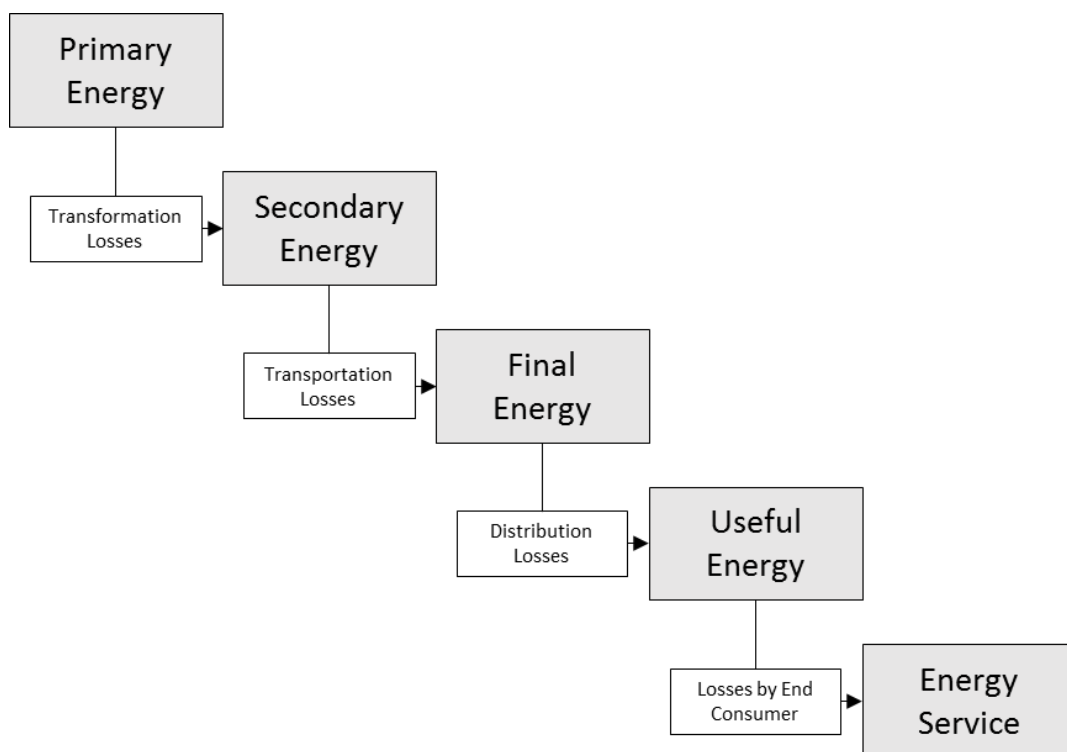 Primary
Energy
Transformation
Losses
Secondary
Energy
Transportation
Losses
Final
Energy
Distribution
Losses
Useful
Energy
Losses by End
Consumer
Energy
Service